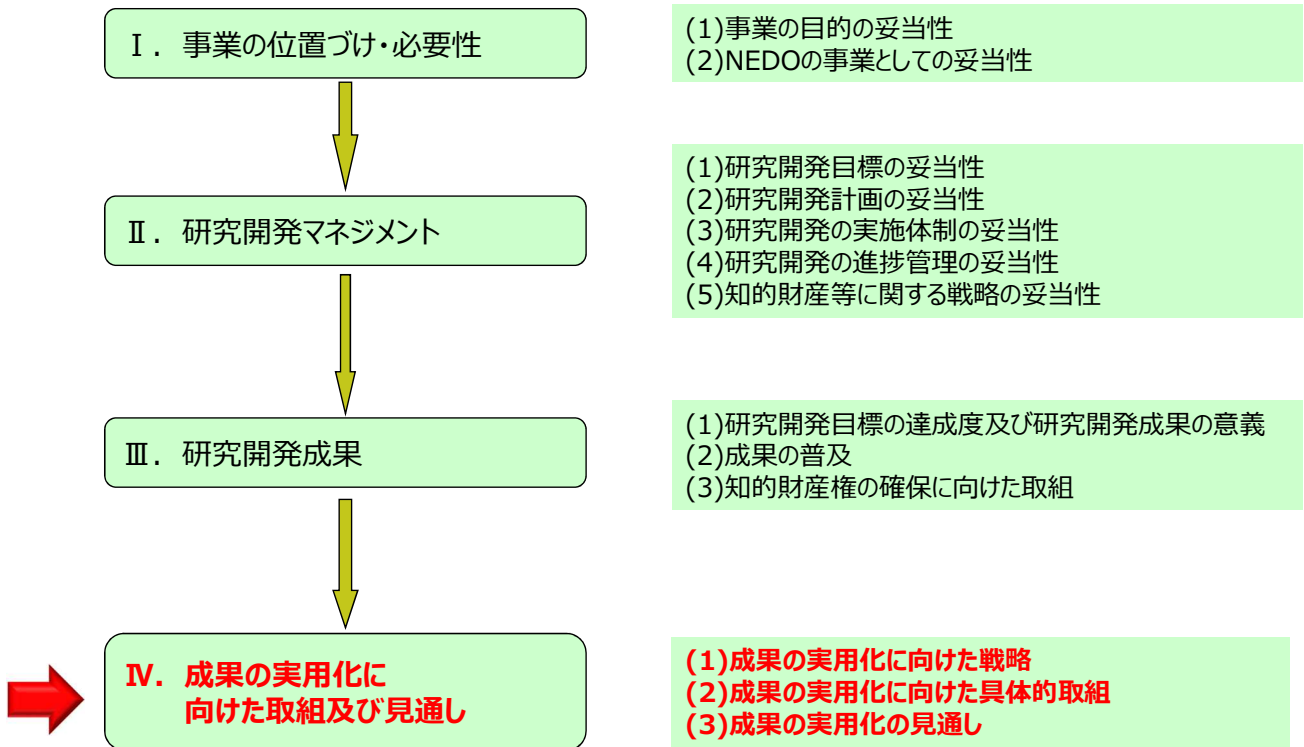 Ⅰ. 事業の位置づけ・必要性
(1)事業の目的の妥当性
(2)NEDOの事業としての妥当性
Ⅱ. 研究開発マネジメント
(1)研究開発目標の妥当性
(2)研究開発計画の妥当性
(3)研究開発の実施体制の妥当性
(4)研究開発の進捗管理の妥当性
(5)知的財産等に関する戦略の妥当性
Ⅲ. 研究開発成果
(1)研究開発目標の達成度及び研究開発成果の意義
(2)成果の普及
(3)知的財産権の確保に向けた取組
Ⅳ. 成果の実用化に
向けた取組及び見通し
(1)成果の実用化に向けた戦略
(2)成果の実用化に向けた具体的取組
(3)成果の実用化の見通し